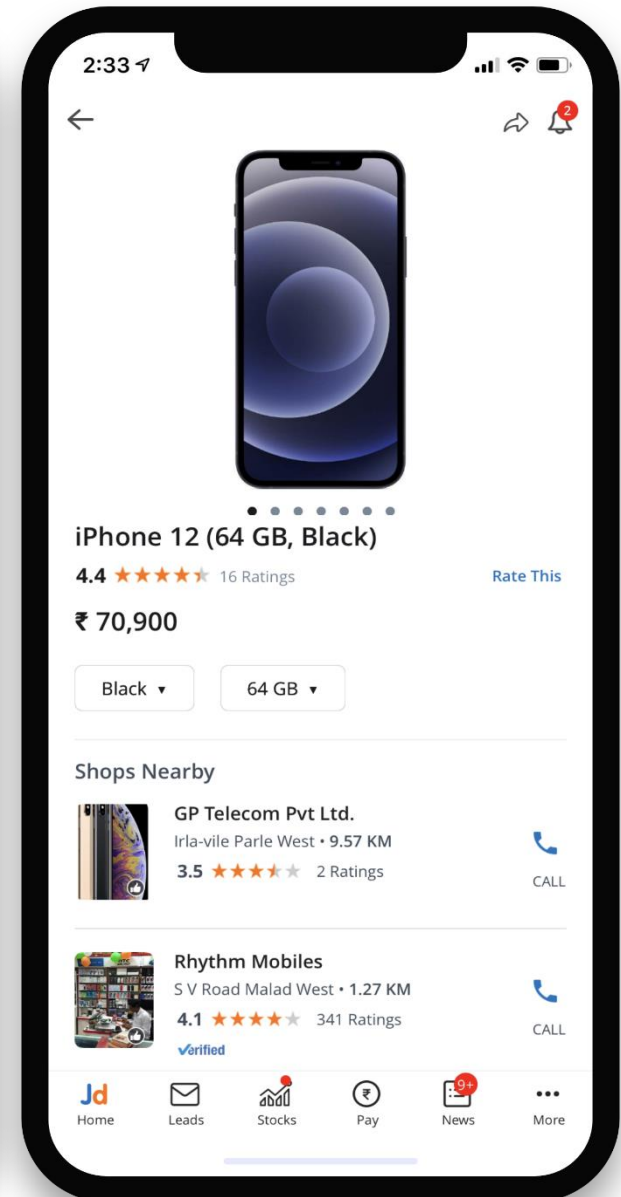 2:33
2
iPhone 12 (64 GB, Black)
4.4 ★★★★★ 16 Ratings Rate This
₹ 70,900
Black ▼ 64 GB ▼
Shops Nearby
GP Telecom Pvt Ltd.
Irla-vile Parle West • 9.57 KM
3.5 ★★★★★ 2 Ratings
CALL
Rhythm Mobiles
S V Road Malad West • 1.27 KM
4.1 ★★★★★ 341 Ratings
CALL
Verified
9+
Jd
Home Leads Stocks Pay News More